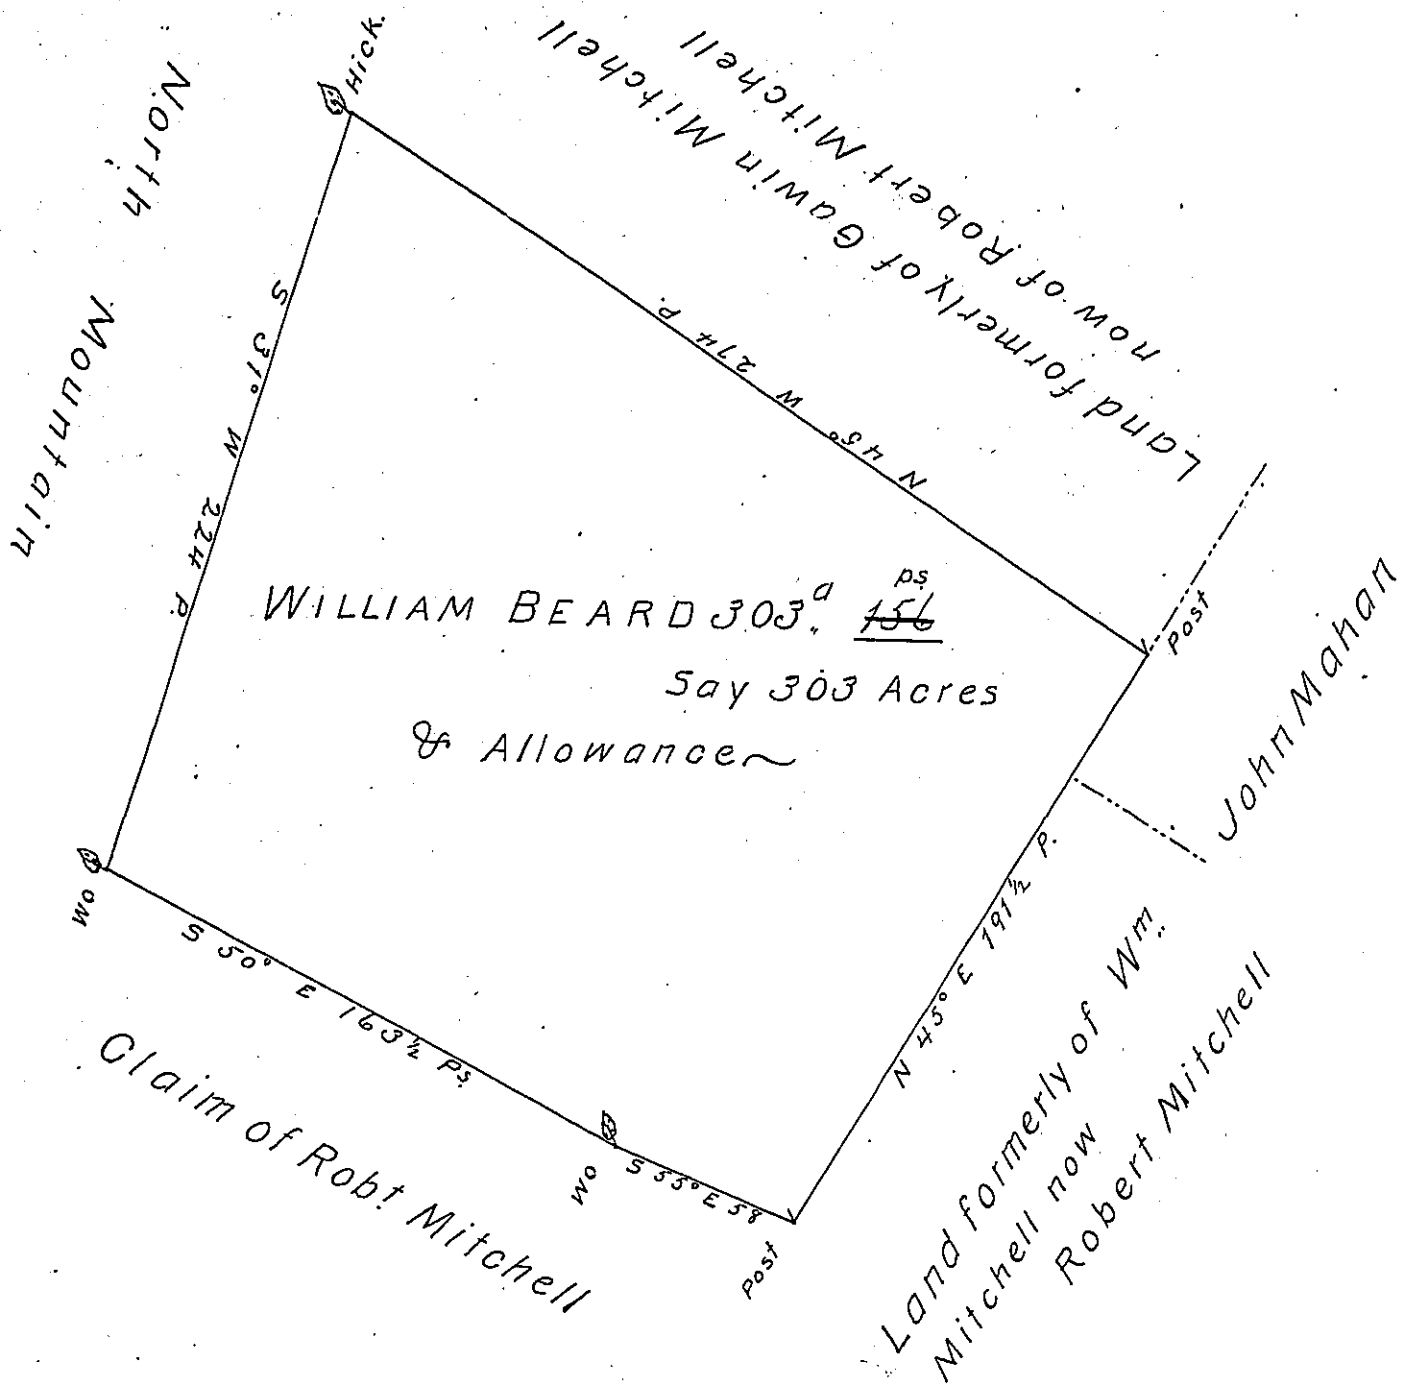 North Mountain
Hick.
Land formerly of Gawin Mitchell
now of Robert Mitchell
S 31° W 224 P.
N 45° W 274 P.
WILLIAM BEARD 303.a 156 ps
Say 303 Acres
& Allowance~
Post
John Mahan
N 45° E 191½ P.
WO
S 50° E 163½ Ps.
Claim of Robt Mitchell
WO
S 55° E 58
Post
Land formerly of Wm.
Mitchell now
Robert Mitchell